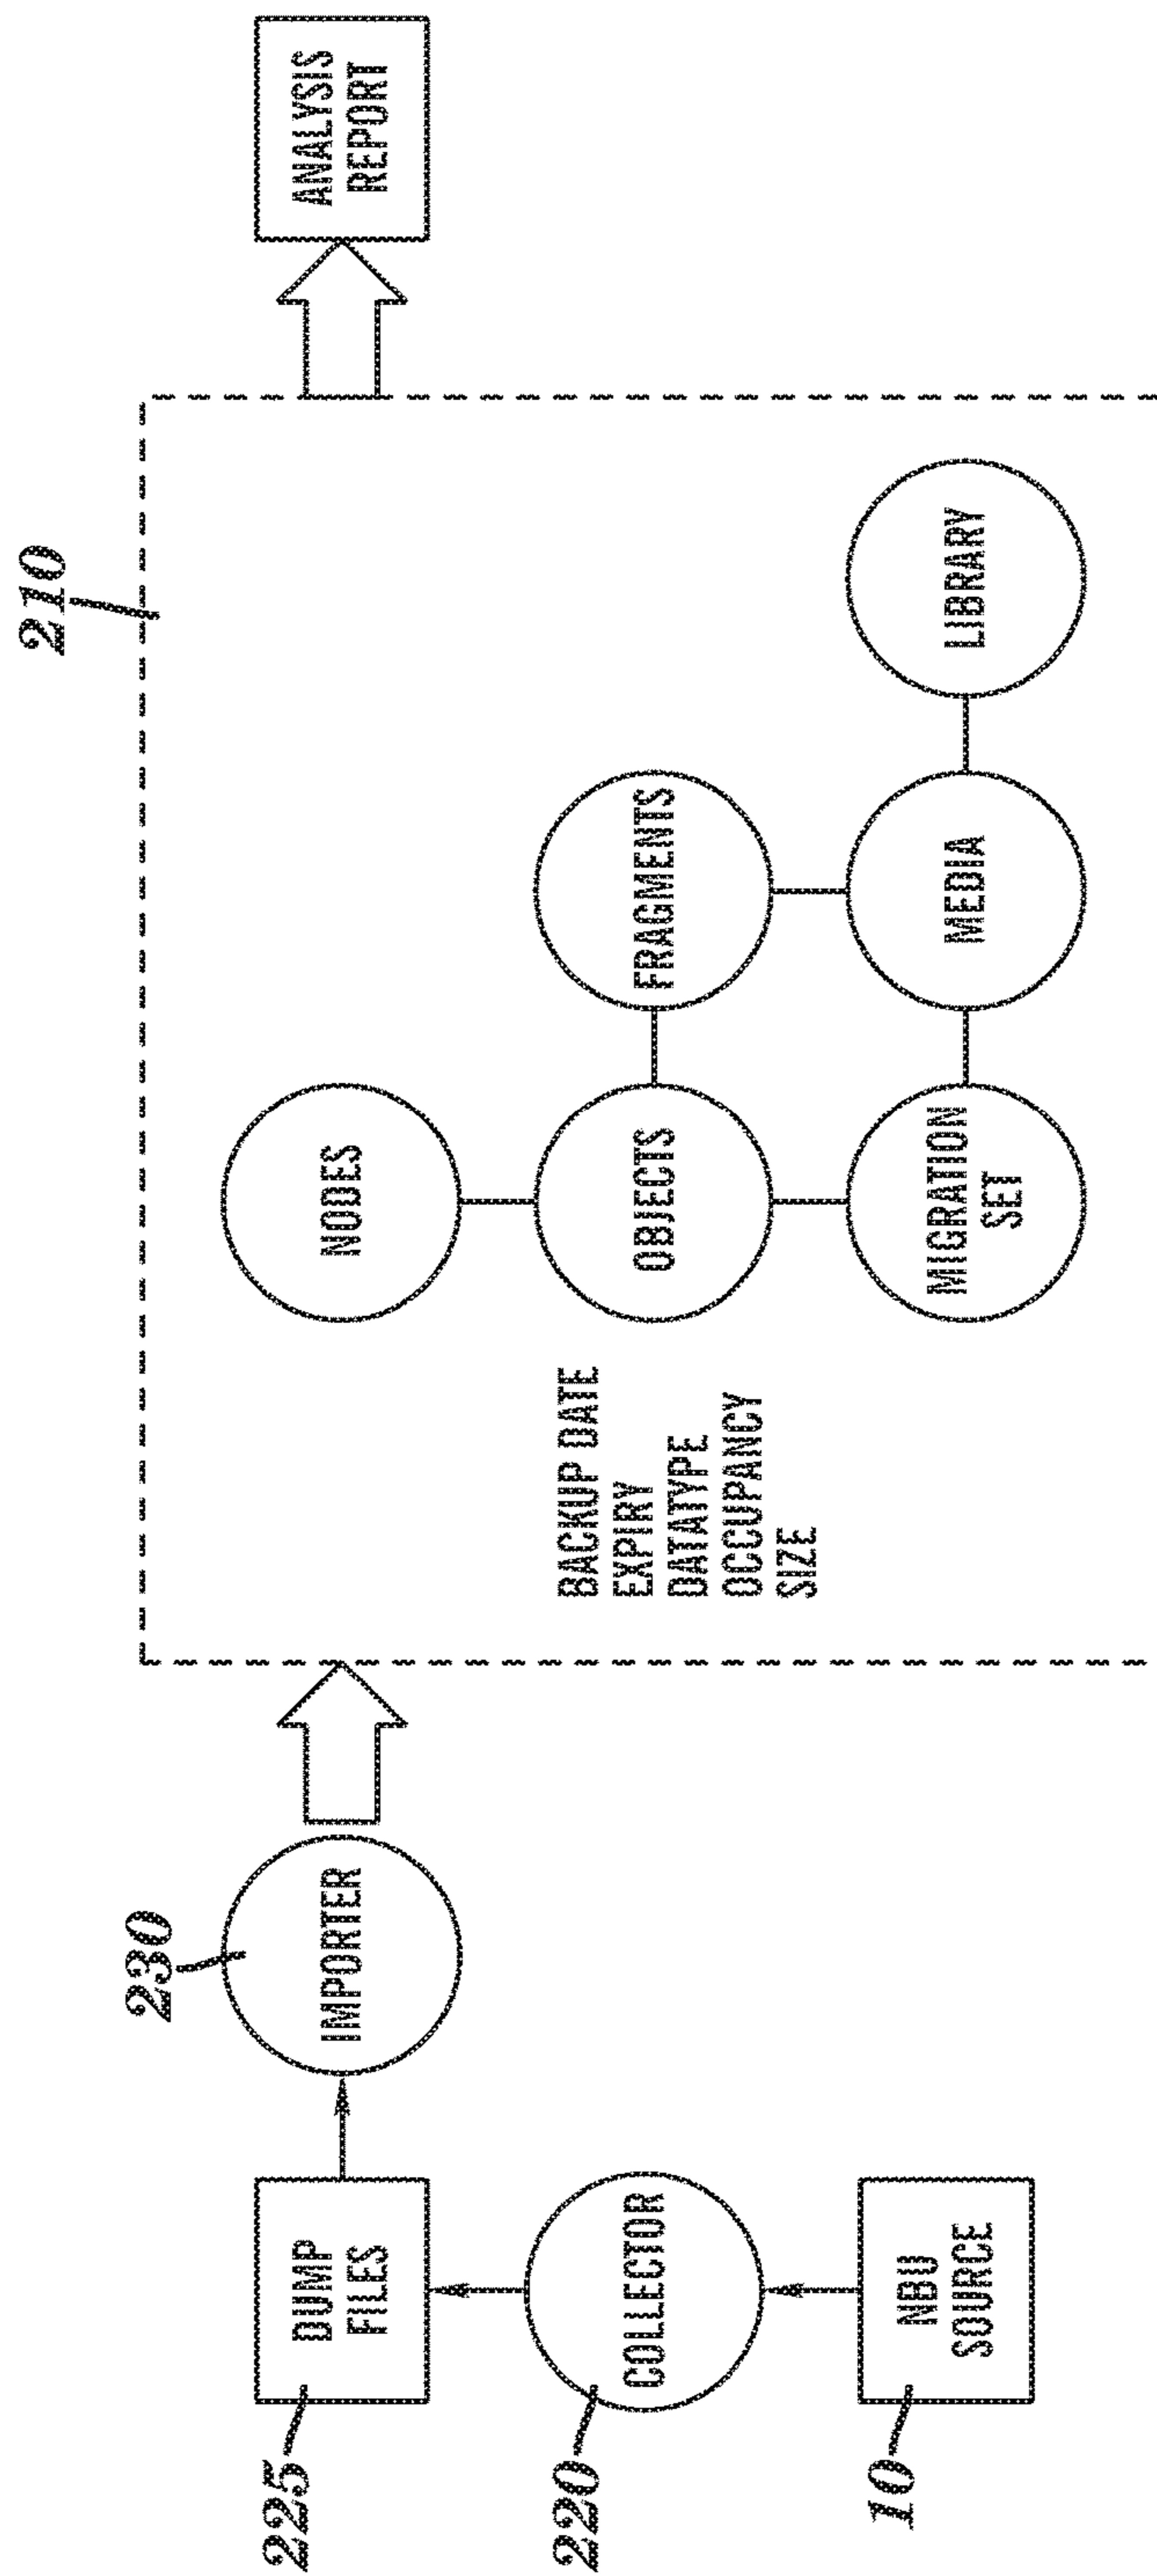 210
230
225
220
10
DUMP
FILES
COLLECTOR
NBU
SOURCE
IMPORTER
BACKUP DATE
EXPIRY
DATATYPE
OCCUPANCY
SIZE
NODES
OBJECTS
FRAGMENTS
MIGRATION
SET
MEDIA
LIBRARY
ANALYSIS
REPORT